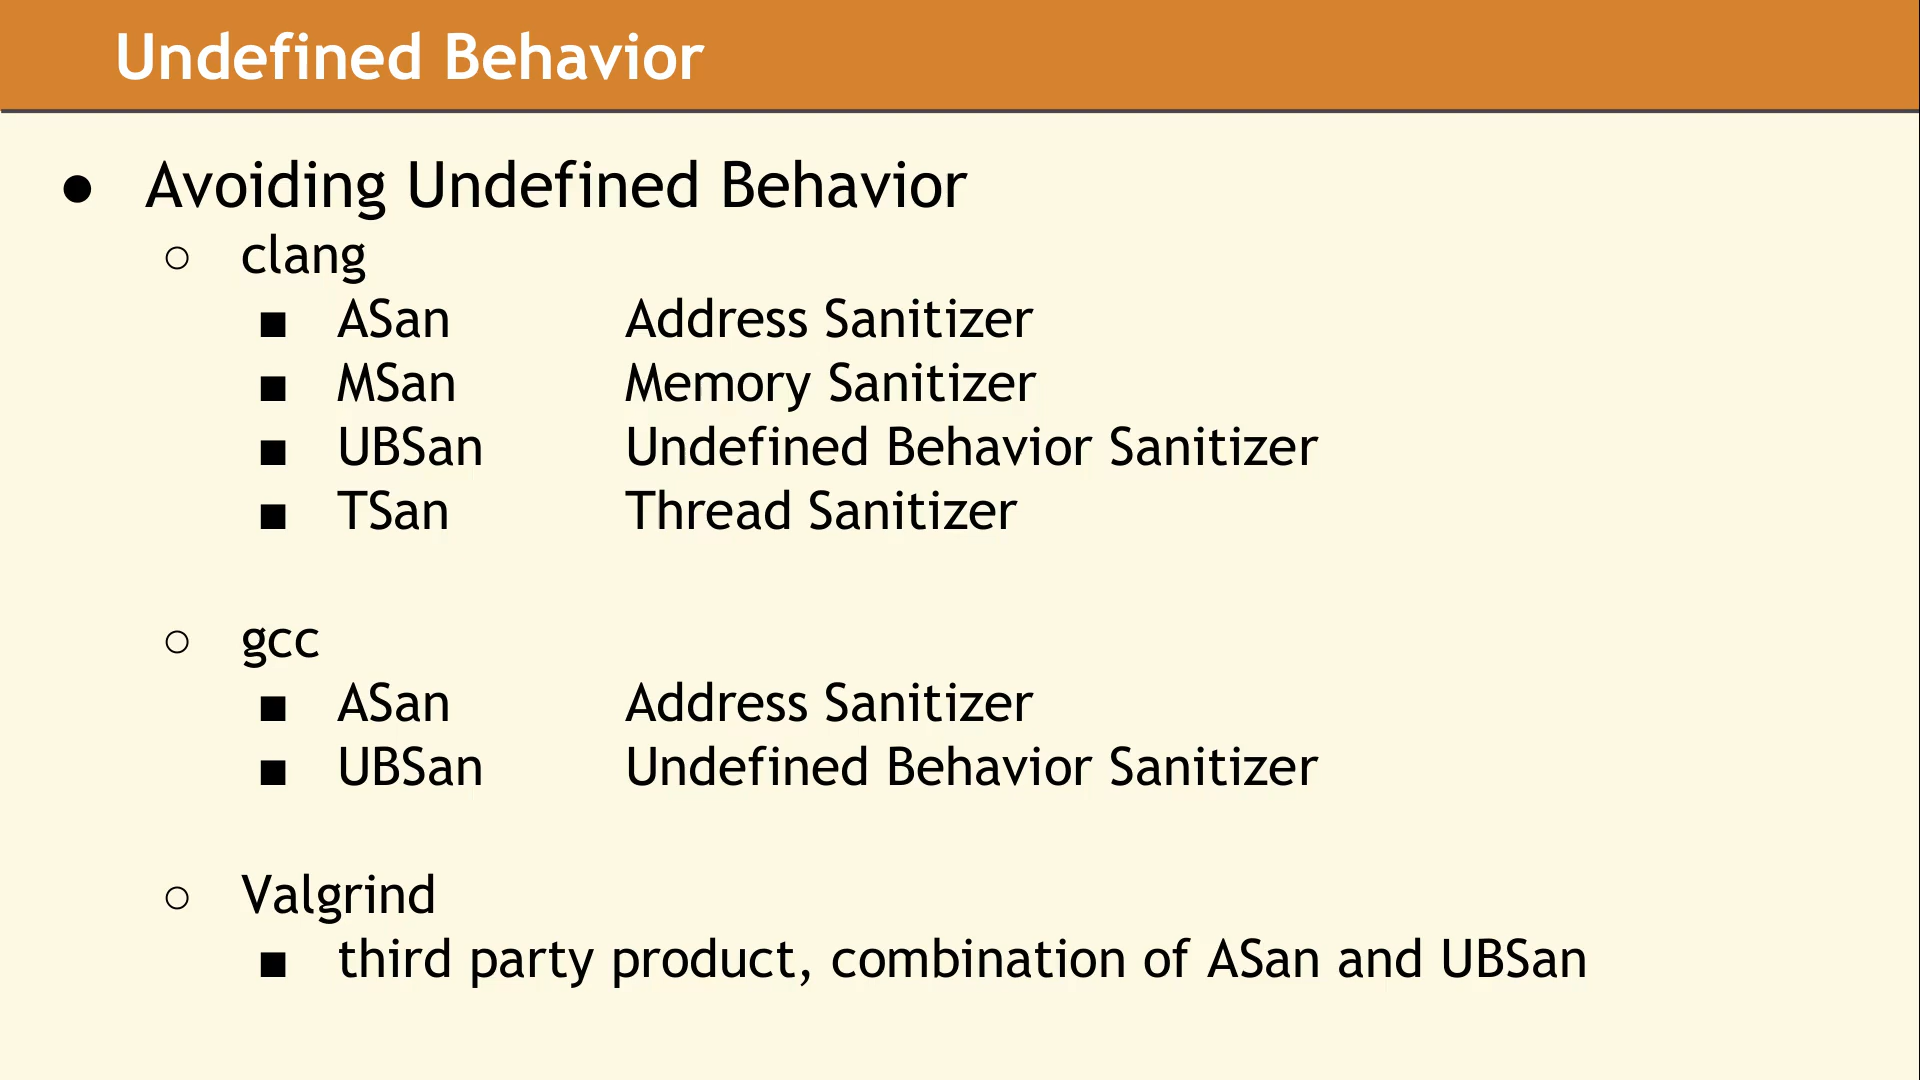 Undefined Behavior
● Avoiding Undefined Behavior
○ clang
■ ASan Address Sanitizer
■ MSan Memory Sanitizer
■ UBSan Undefined Behavior Sanitizer
■ TSan Thread Sanitizer
○ gcc
■ ASan Address Sanitizer
■ UBSan Undefined Behavior Sanitizer
○ Valgrind
■ third party product, combination of ASan and UBSan